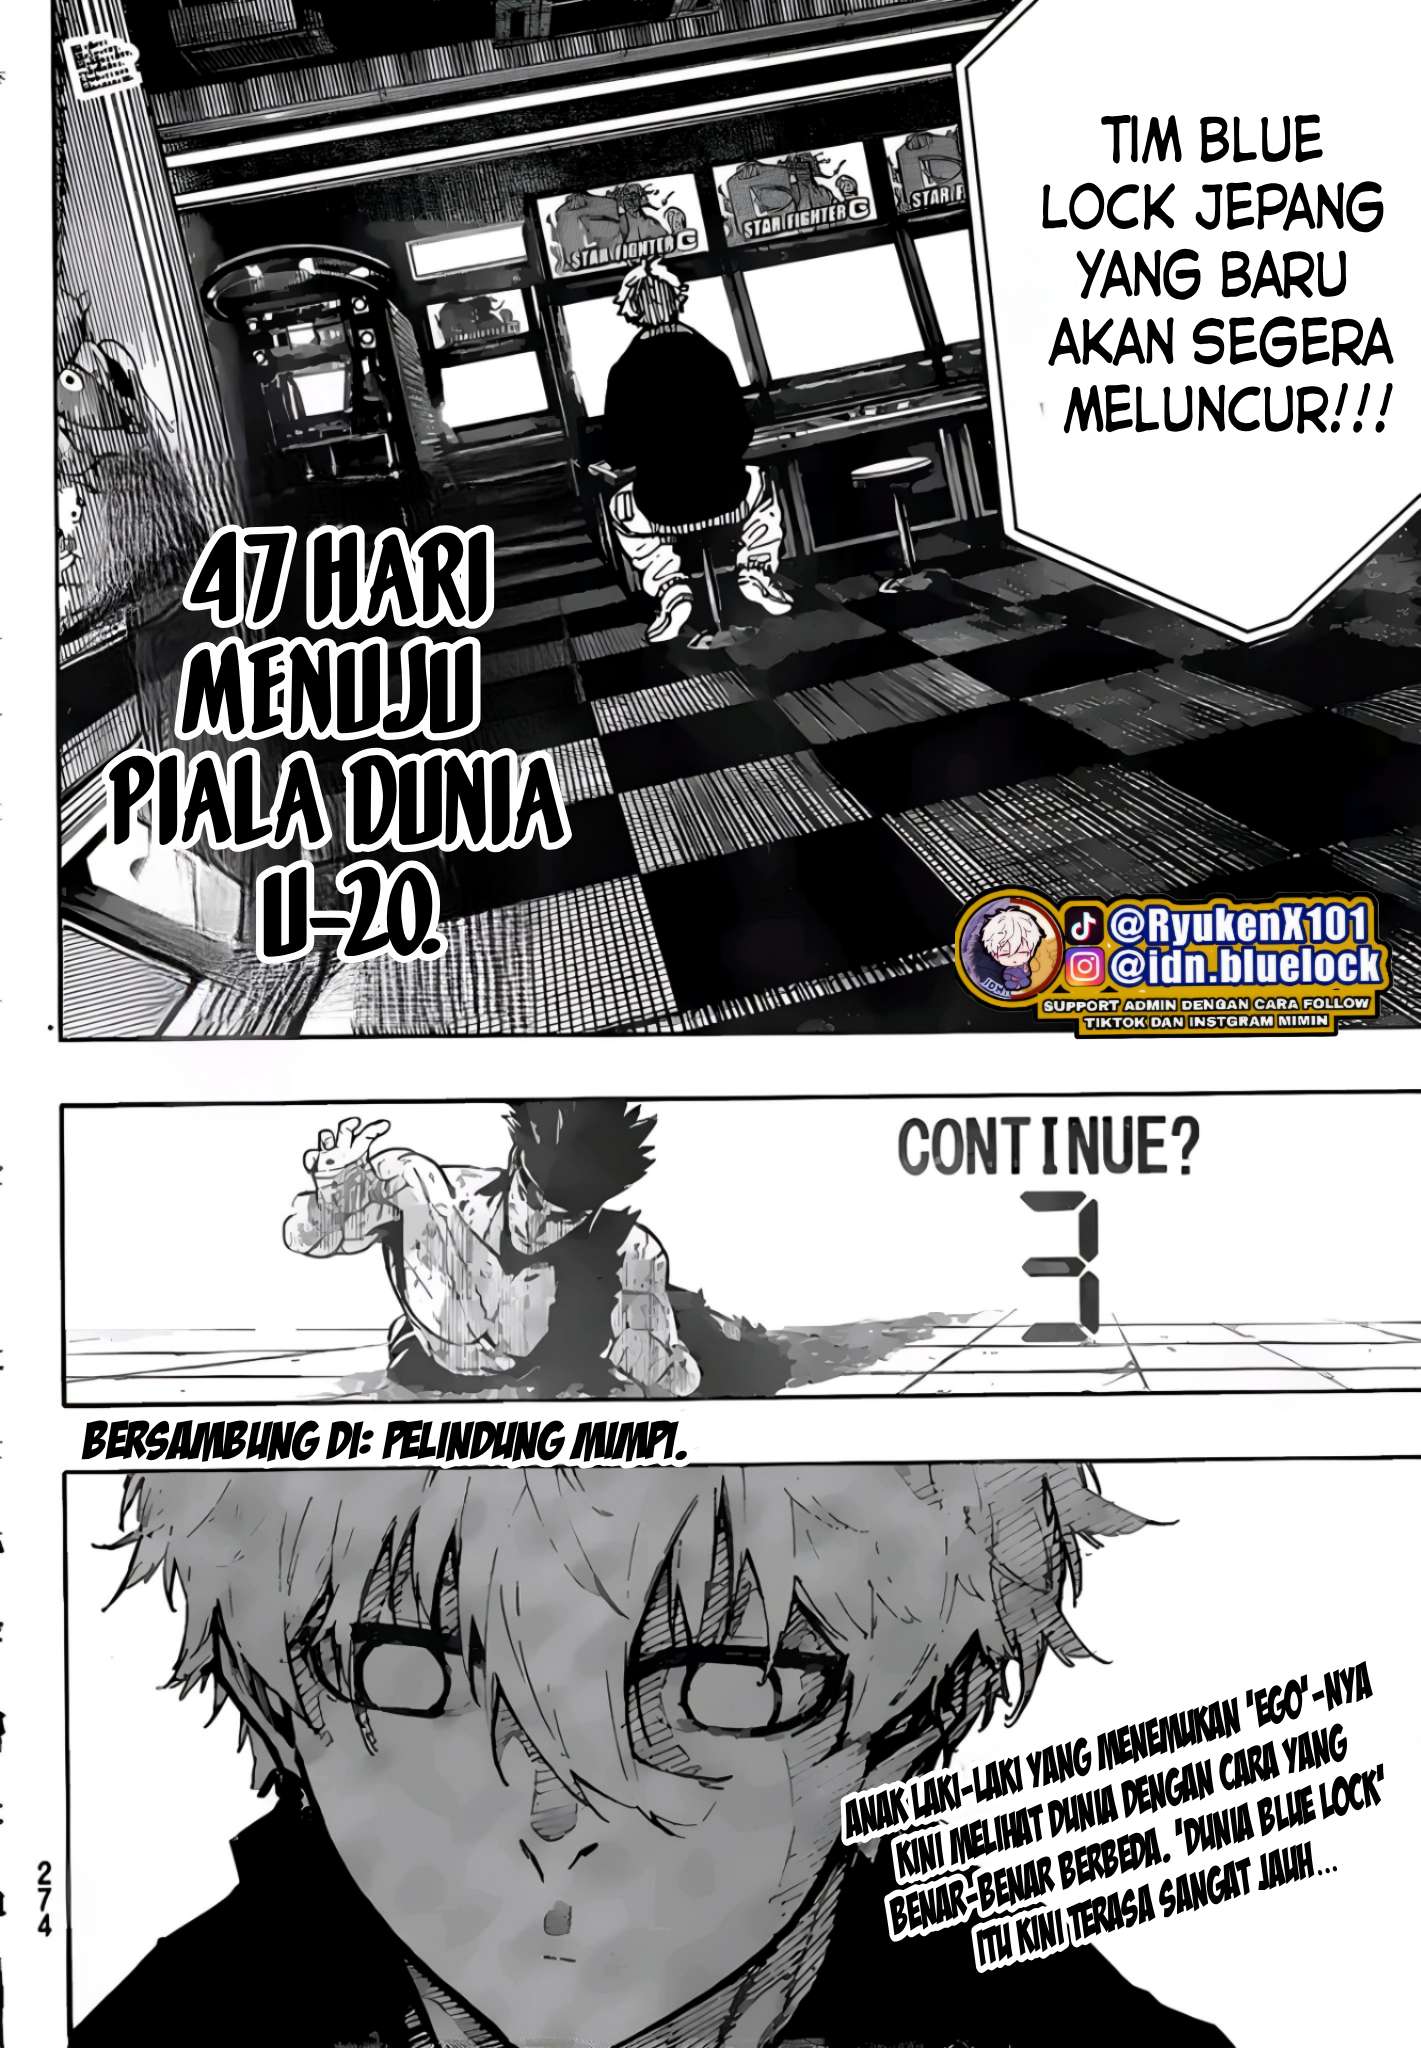 TIM BLUE
LOCK JEPANG
YANG BARU
AKAN SEGERA
MELUNCUR!!!
STAR FIGHTER G
STAR FIGHTER G
STAR FI
47 HARI
MENUJU
PIALA DUNIA
U-20.
@RyukenX101
@idn.bluelock
SUPPORT ADMIN DENGAN CARA FOLLOW
TIKTOK DAN INSTGRAM MIMIN
CONTINUE?
3
BERSAMBUNG DI: PELINDUNG MIMPI.
ANAK LAKI-LAKI YANG MENEMUKAN 'EGO'-NYA
KINI MELIHAT DUNIA DENGAN CARA YANG
BENAR-BENAR BERBEDA. 'DUNIA BLUE LOCK'
ITU KINI TERASA SANGAT JAUH...
274